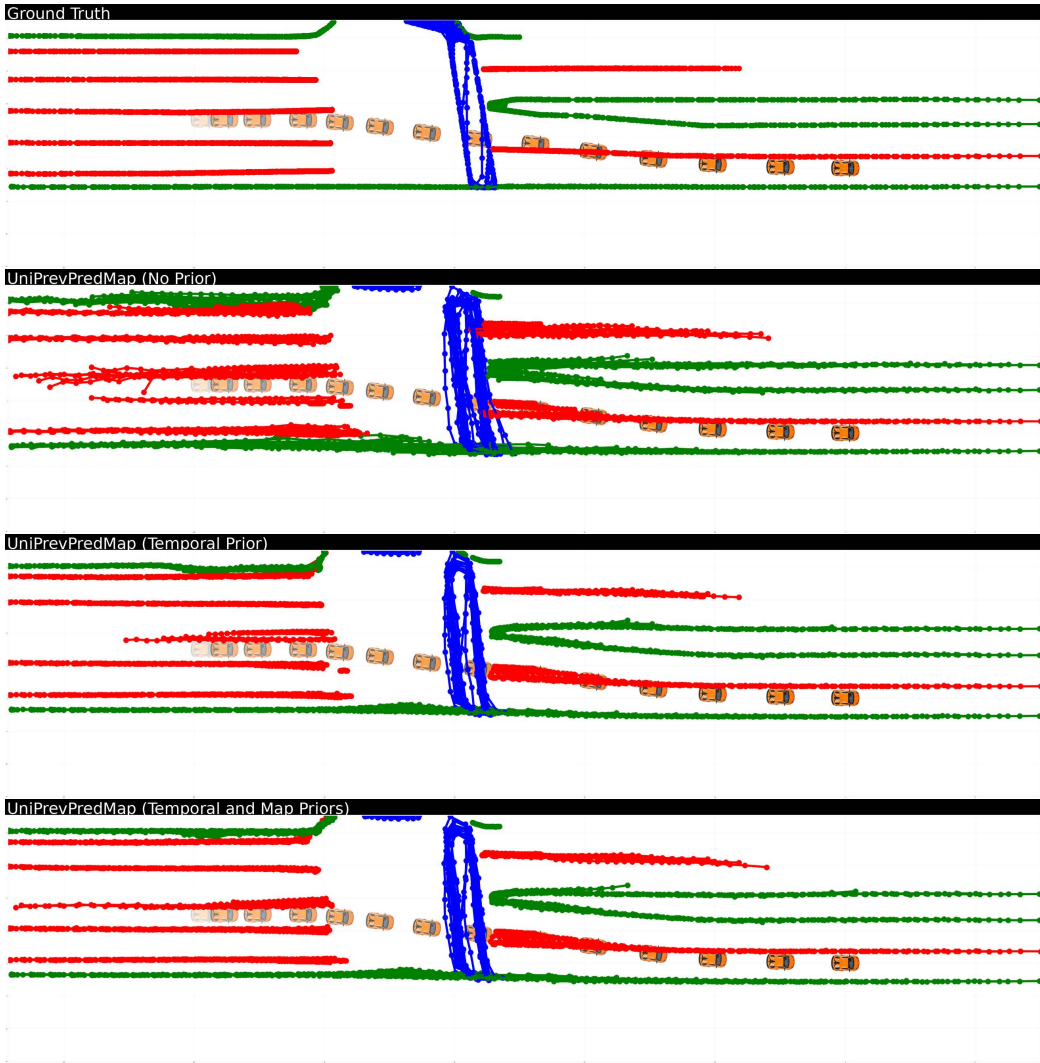 Ground Truth
UniPrevPredMap (No Prior)
UniPrevPredMap (Temporal Prior)
UniPrevPredMap (Temporal and Map Priors)